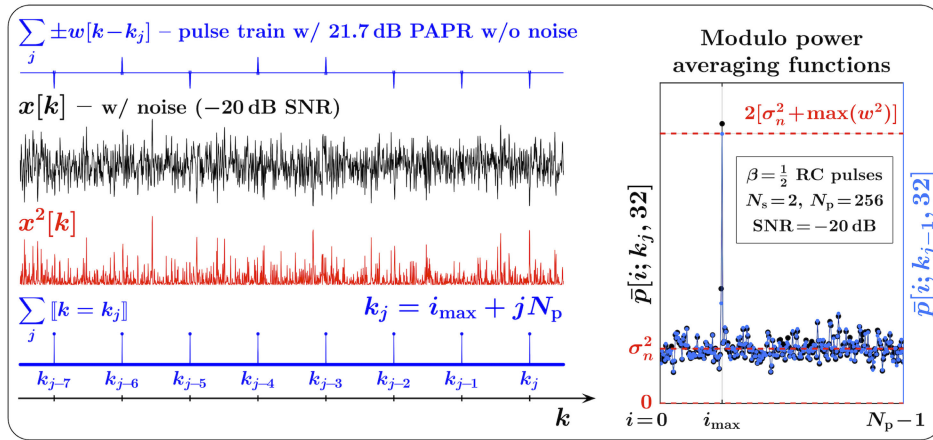 ∑_j ±w[k−k_j] – pulse train w/ 21.7 dB PAPR w/o noise
x[k] – w/ noise (−20 dB SNR)
x²[k]
∑_j ⟦k = k_j⟧
k_j = i_max + jN_p
k_{j−7} k_{j−6} k_{j−5} k_{j−4} k_{j−3} k_{j−2} k_{j−1} k_j
k
Modulo power
averaging functions
2[σ_n² + max(w²)]
β = ½ RC pulses
N_s = 2, N_p = 256
SNR = −20 dB
p̄[i; k_j, 32]
p̄[i; k_{j−1}, 32]
σ_n²
0
i = 0 i_max N_p − 1